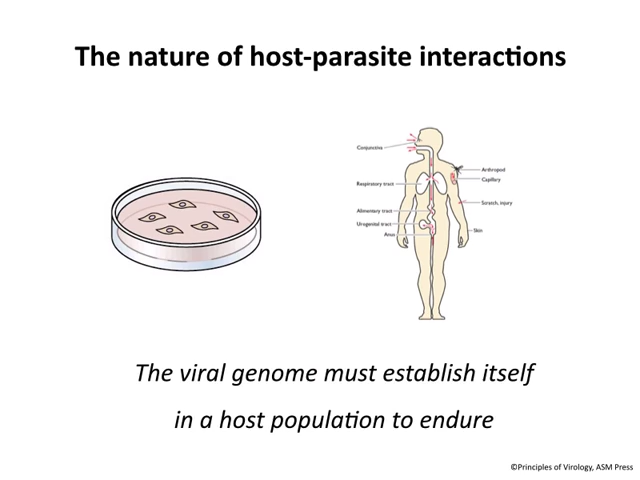 The nature of host-parasite interactions
Conjunctiva
Arthropod
Capillary
Respiratory tract
Scratch, injury
Alimentary tract
Urogenital tract
Skin
Anus
The viral genome must establish itself
in a host population to endure
©Principles of Virology, ASM Press